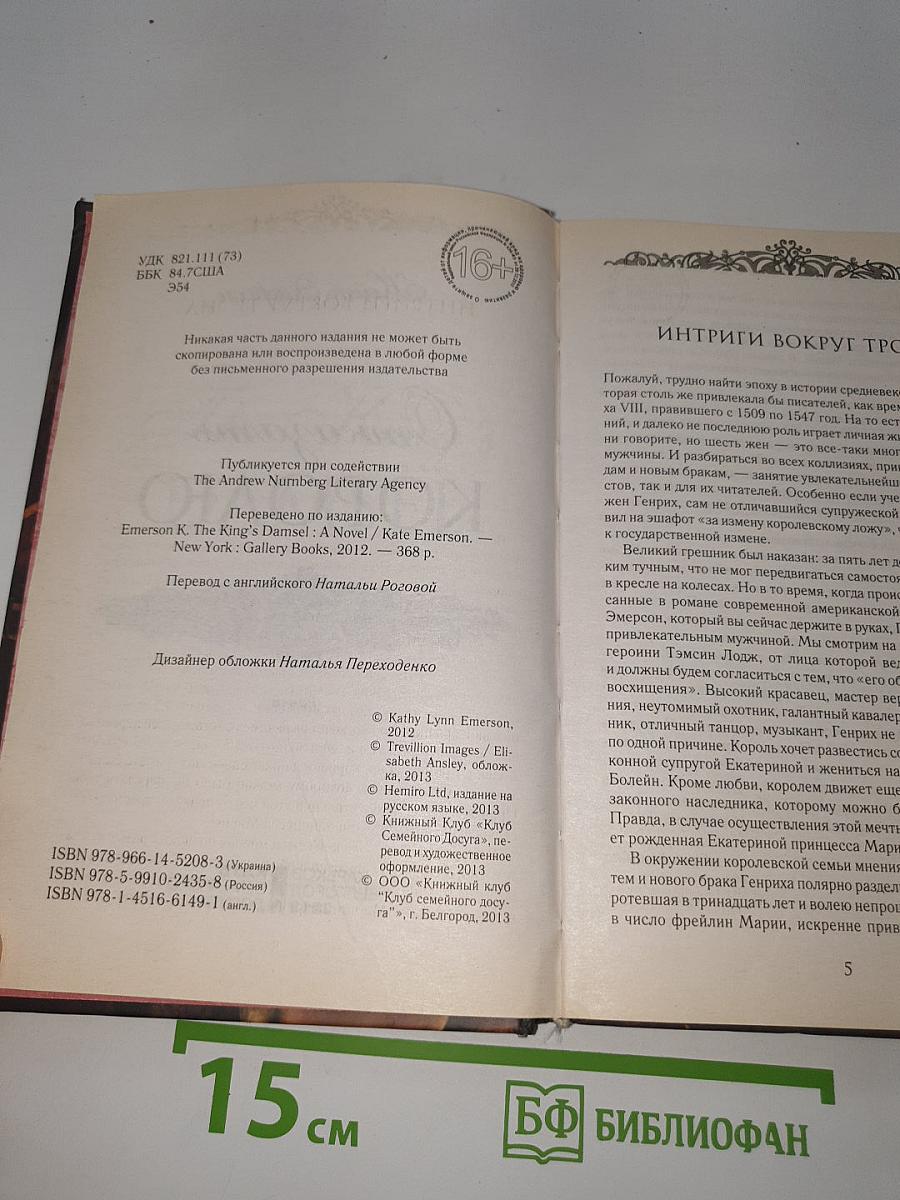 УДК 821.111 (73)
ББК 84.7США
Э54
16+
Никакая часть данного издания не может быть
скопирована или воспроизведена в любой форме
без письменного разрешения издательства
Публикуется при содействии
The Andrew Nurnberg Literary Agency
Переведено по изданию:
Emerson K. The King's Damsel : A Novel / Kate Emerson. —
New York : Gallery Books, 2012. — 368 p.
Перевод с английского Натальи Роговой
Дизайнер обложки Наталья Переходенко
© Kathy Lynn Emerson,
2012
© Trevillion Images / Eli-
sabeth Ansley, облож-
ка, 2013
© Hemiro Ltd, издание на
русском языке, 2013
© Книжный Клуб «Клуб
Семейного Досуга», пе-
ревод и художественное
оформление, 2013
© ООО «Книжный клуб
"Клуб семейного досу-
га"», г. Белгород, 2013
ISBN 978-966-14-5208-3 (Украина)
ISBN 978-5-9910-2435-8 (Россия)
ISBN 978-1-4516-6149-1 (англ.)
ИНТРИГИ ВОКРУГ ТРО
Пожалуй, трудно найти эпоху в истории средневек
торая столь же привлекала бы писателей, как врем
ха VIII, правившего с 1509 по 1547 год. На то ест
ний, и далеко не последнюю роль играет личная жи
ни говорите, но шесть жен — это все-таки мног
мужчины. И разбираться во всех коллизиях, при
дам и новым бракам, — занятие увлекательнейш
стов, так и для их читателей. Особенно если уче
жен Генрих, сам не отличавшийся супружеской
вил на эшафот «за измену королевскому ложу»,
к государственной измене.
Великий грешник был наказан: за пять лет до
ким тучным, что не мог передвигаться самостоя
в кресле на колесах. Но в то время, когда проис
санные в романе современной американской
Эмерсон, который вы сейчас держите в руках, Г
привлекательным мужчиной. Мы смотрим на
героини Тэмсин Лодж, от лица которой вед
и должны будем согласиться с тем, что «его об
восхищения». Высокий красавец, мастер вер
ния, неутомимый охотник, галантный кавалер
ник, отличный танцор, музыкант, Генрих не
по одной причине. Король хочет развестись со
конной супругой Екатериной и жениться на
Болейн. Кроме любви, королем движет еще
законного наследника, которому можно б
Правда, в случае осуществления этой мечты
ет рожденная Екатериной принцесса Мари
В окружении королевской семьи мнения
тем и нового брака Генриха полярно раздел
ротевшая в тринадцать лет и волею непрош
в число фрейлин Марии, искренне прив
5
15 см
БФ БИБЛИОФАН